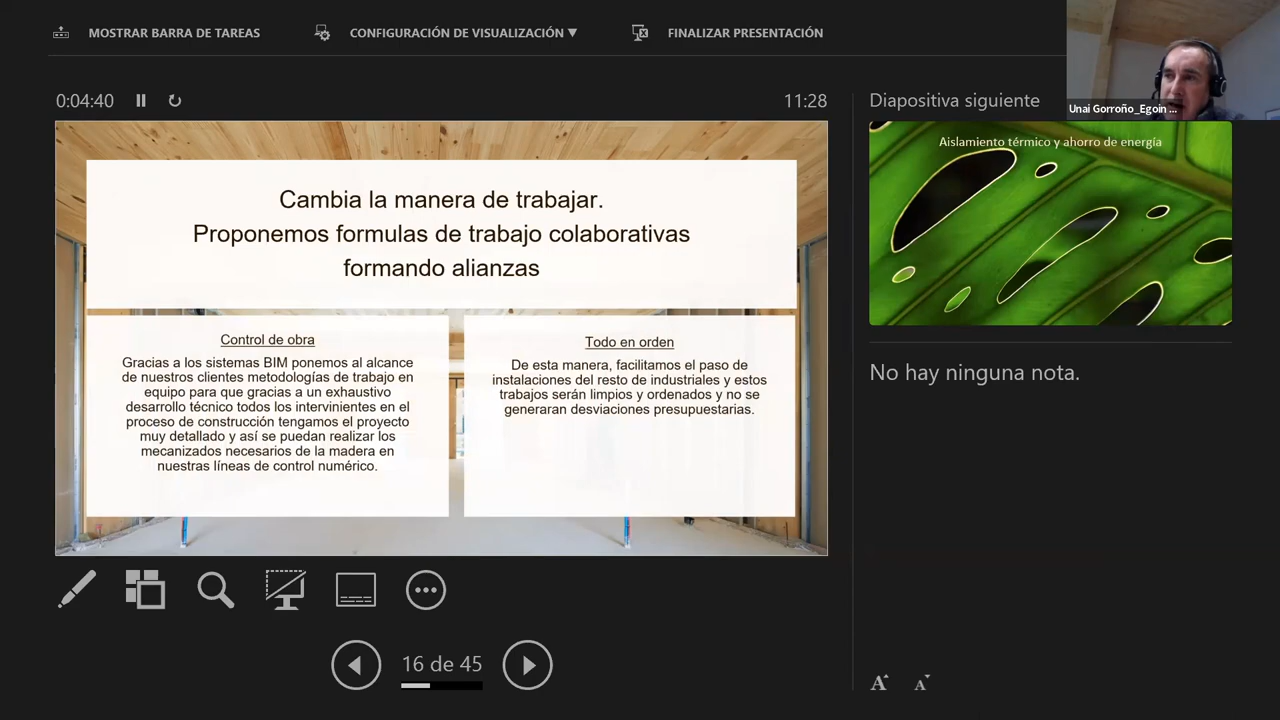 MOSTRAR BARRA DE TAREAS
CONFIGURACIÓN DE VISUALIZACIÓN ▼
FINALIZAR PRESENTACIÓN
Unai Gorroño_Egoin ...
0:04:40
11:28
Diapositiva siguiente
Cambia la manera de trabajar.
Proponemos formulas de trabajo colaborativas
formando alianzas
Control de obra
Gracias a los sistemas BIM ponemos al alcance
de nuestros clientes metodologías de trabajo en
equipo para que gracias a un exhaustivo
desarrollo técnico todos los intervinientes en el
proceso de construcción tengamos el proyecto
muy detallado y así se puedan realizar los
mecanizados necesarios de la madera en
nuestras líneas de control numérico.
Todo en orden
De esta manera, facilitamos el paso de
instalaciones del resto de industriales y estos
trabajos serán limpios y ordenados y no se
generaran desviaciones presupuestarias.
Aislamiento térmico y ahorro de energía
No hay ninguna nota.
16 de 45
A A